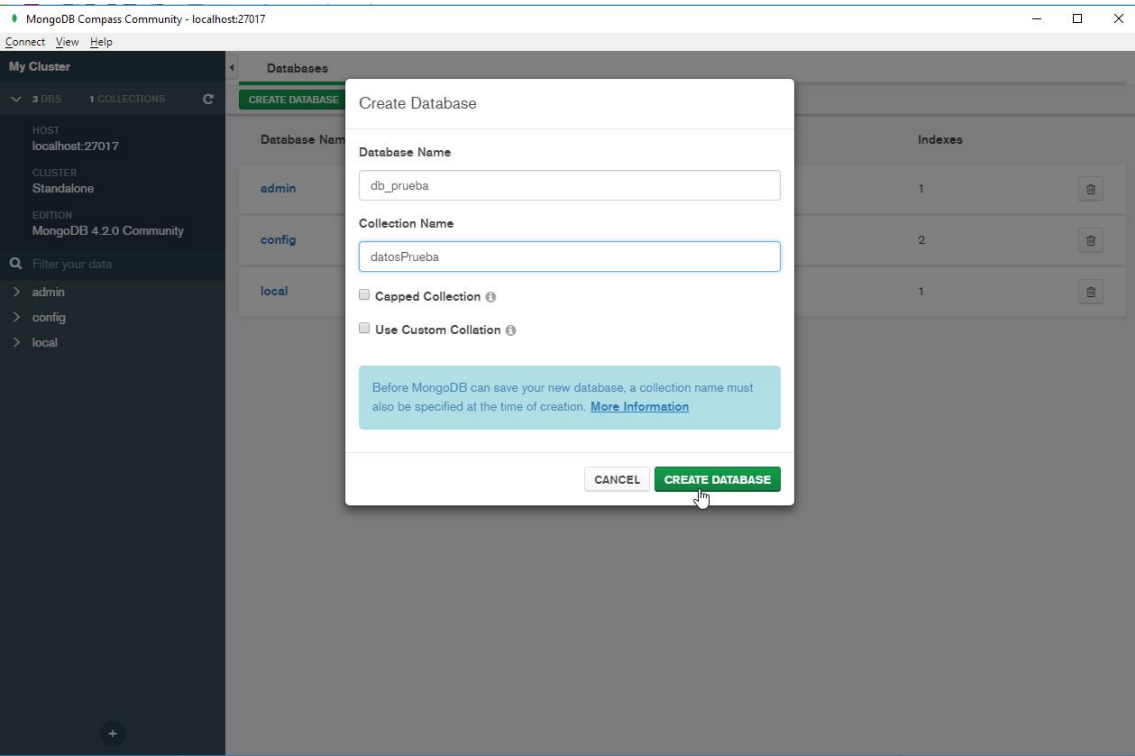 MongoDB Compass Community - localhost:27017
Connect View Help
My Cluster
3 DBS 1 COLLECTIONS
HOST
localhost:27017
CLUSTER
Standalone
EDITION
MongoDB 4.2.0 Community
Filter your data
admin
config
local
Databases
CREATE DATABASE
Database Nam
Indexes
admin
1
config
2
local
1
Create Database
Database Name
db_prueba
Collection Name
datosPrueba
Capped Collection
Use Custom Collation
Before MongoDB can save your new database, a collection name must
also be specified at the time of creation. More Information
CANCEL CREATE DATABASE